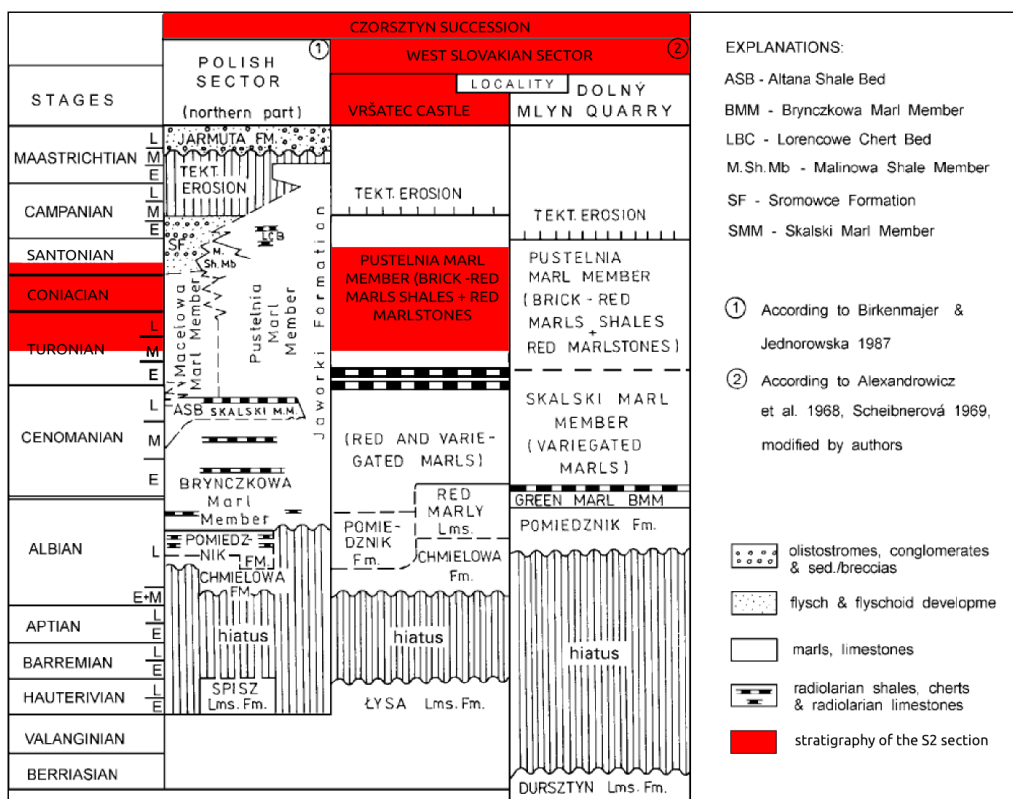 CZORSZTYN SUCCESSION
POLISH
SECTOR
(northern part)
1
WEST SLOVAKIAN SECTOR
2
LOCALITY
VRŠATEC CASTLE
DOLNÝ
MLYN QUARRY
STAGES
MAASTRICHTIAN
L
M
E
CAMPANIAN
L
M
E
SANTONIAN
CONIACIAN
TURONIAN
L
M
E
CENOMANIAN
L
M
E
ALBIAN
L
E+M
APTIAN
L
E
BARREMIAN
L
E
HAUTERIVIAN
L
E
VALANGINIAN
BERRIASIAN
JARMUTA FM.
TEKT.
EROSION
SF
M.
Sh.Mb
LCB
Macelowa
Marl Member
Pustelnia
Marl
Member
Jaworki Formation
ASB
SKALSKI M.M.
BRYNCZKOWA
Marl
Member
POMIEDZ-
NIK
FM.
CHMIELOWA
FM.
hiatus
SPISZ
Lms. Fm.
TEKT. EROSION
PUSTELNIA MARL
MEMBER (BRICK -RED
MARLS SHALES + RED
MARLSTONES
(RED AND VARIE-
GATED MARLS)
RED
MARLY
Lms.
POMIE-
DZNIK
Fm.
CHMIELOWA
Fm.
hiatus
ŁYSA Lms. Fm.
TEKT. EROSION
PUSTELNIA
MARL MEMBER
(BRICK - RED
MARLS + SHALES
RED MARLSTONES)
SKALSKI MARL
MEMBER
(VARIEGATED
MARLS)
GREEN MARL BMM
POMIEDZNIK Fm.
hiatus
DURSZTYN Lms. Fm.
EXPLANATIONS:
ASB - Altana Shale Bed
BMM - Brynczkowa Marl Member
LBC - Lorencowe Chert Bed
M.Sh.Mb - Malinowa Shale Member
SF - Sromowce Formation
SMM - Skalski Marl Member
1 According to Birkenmajer &
Jednorowska 1987
2 According to Alexandrowicz
et al. 1968, Scheibnerová 1969,
modified by authors
olistostromes, conglomerates
& sed./breccias
flysch & flyschoid developme
marls, limestones
radiolarian shales, cherts
& radiolarian limestones
stratigraphy of the S2 section